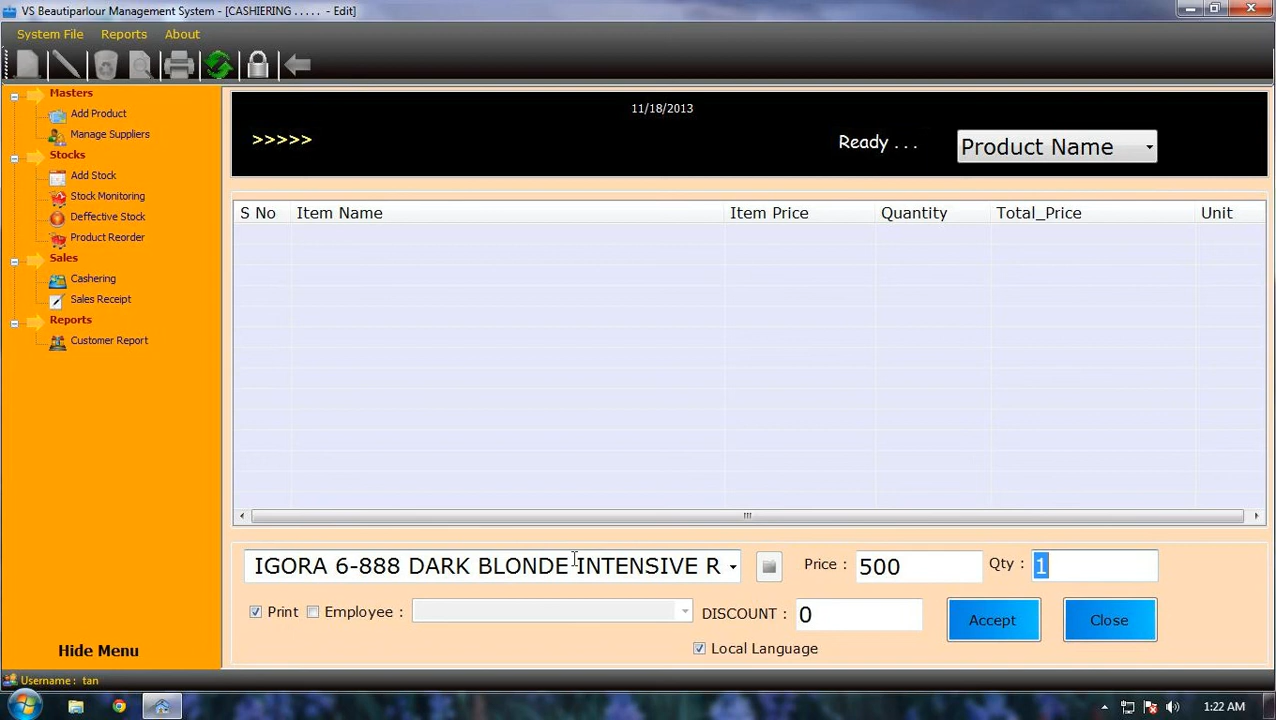 VS Beautiparlour Management System - [CASHIERING . . . . .  - Edit]
System File Reports About
Masters
Add Product
Manage Suppliers
Stocks
Add Stock
Stock Monitoring
Deffective Stock
Product Reorder
Sales
Cashering
Sales Receipt
Reports
Customer Report
Hide Menu
11/18/2013
>>>>> Ready . . . Product Name
S No Item Name Item Price Quantity Total_Price Unit
IGORA 6-888 DARK BLONDE INTENSIVE R Price : 500 Qty : 1
Print Employee : DISCOUNT : 0 Accept Close
Local Language
Username : tan
1:22 AM